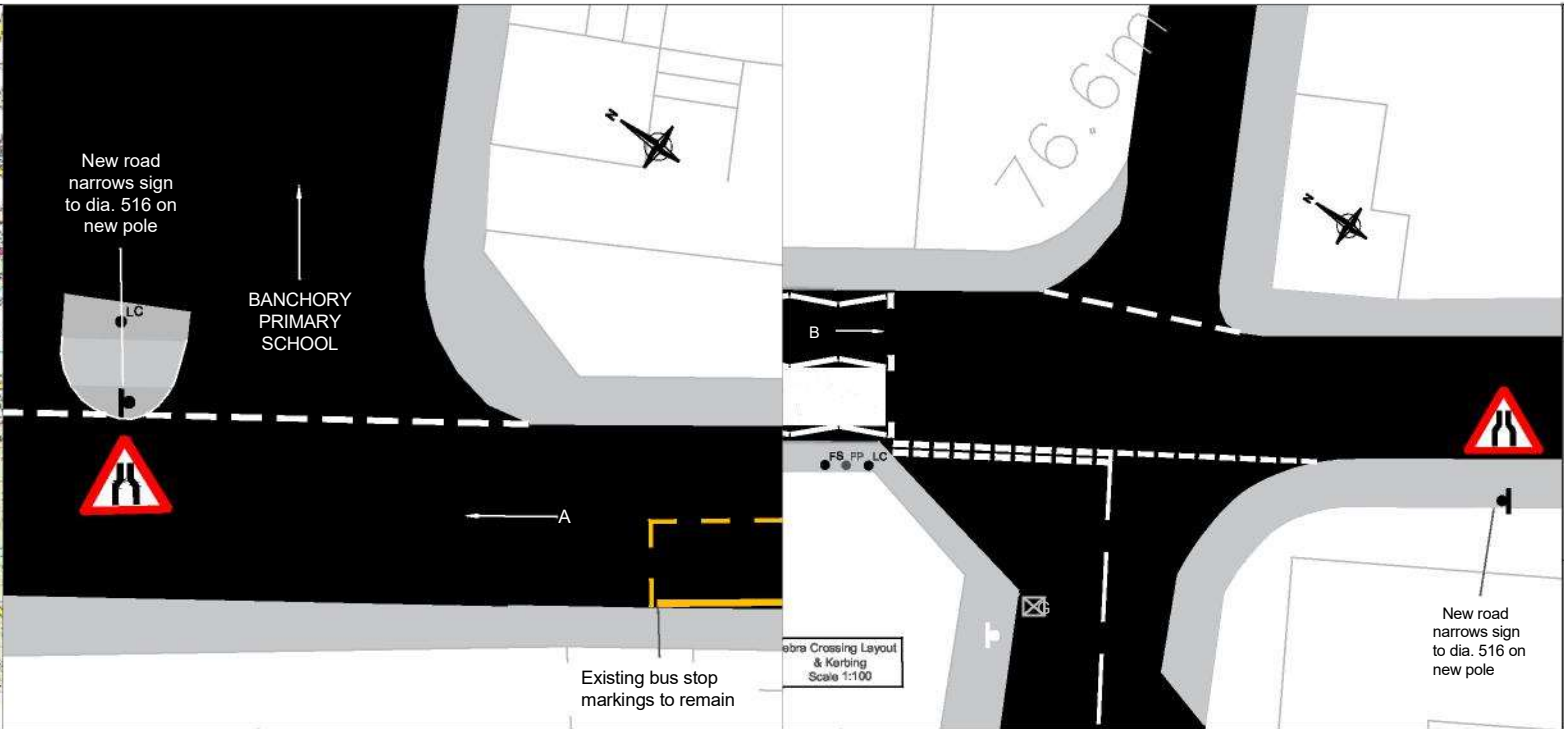 New road
narrows sign
to dia. 516 on
new pole
LC
BANCHORY
PRIMARY
SCHOOL
N
A
Existing bus stop
markings to remain
76.6m
N
B
FS PP LC
G
ebra Crossing Layout
& Kerbing
Scale 1:100
New road
narrows sign
to dia. 516 on
new pole